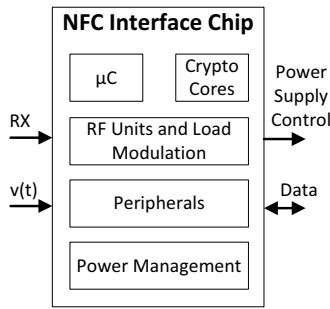 NFC Interface Chip
μC
Crypto
Cores
Power
Supply
Control
RX
RF Units and Load
Modulation
v(t)
Peripherals
Data
Power Management